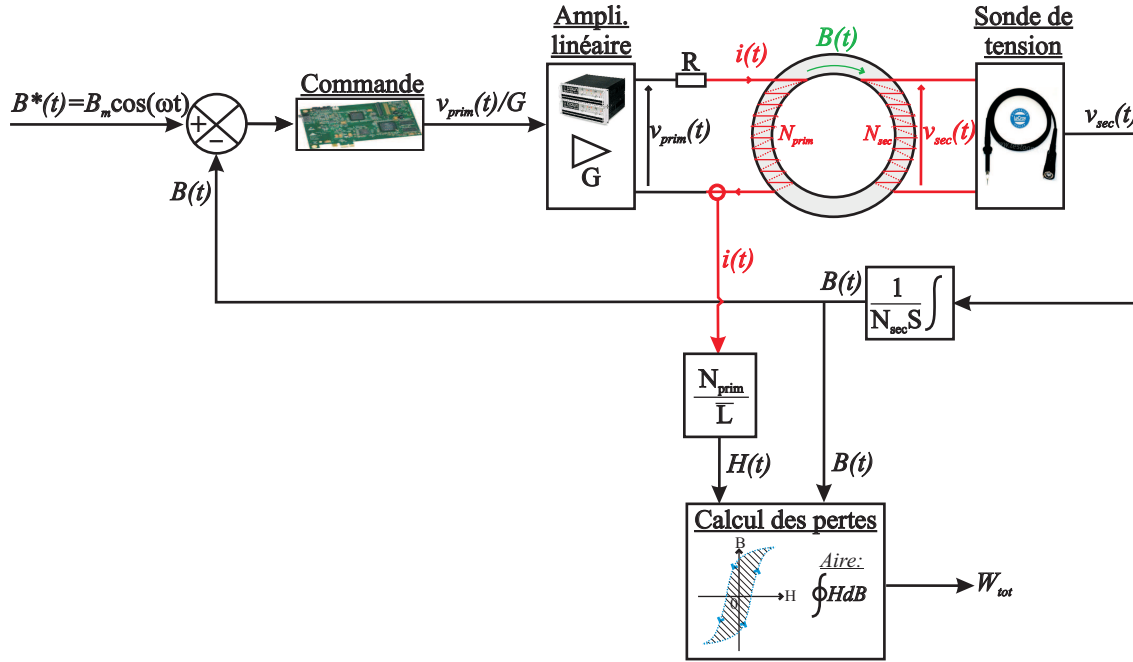 Ampli.
linéaire
Sonde de
tension
B(t)
i(t)
R
Commande
B*(t)=B_m cos(ωt)
v_prim(t)/G
+
−
v_prim(t)
N_prim
N_sec
v_sec(t)
v_sec(t)
G
B(t)
i(t)
B(t)
1
N_sec S
∫
N_prim
L
H(t)
B(t)
Calcul des pertes
B
Aire:
∮HdB
H
0
W_tot